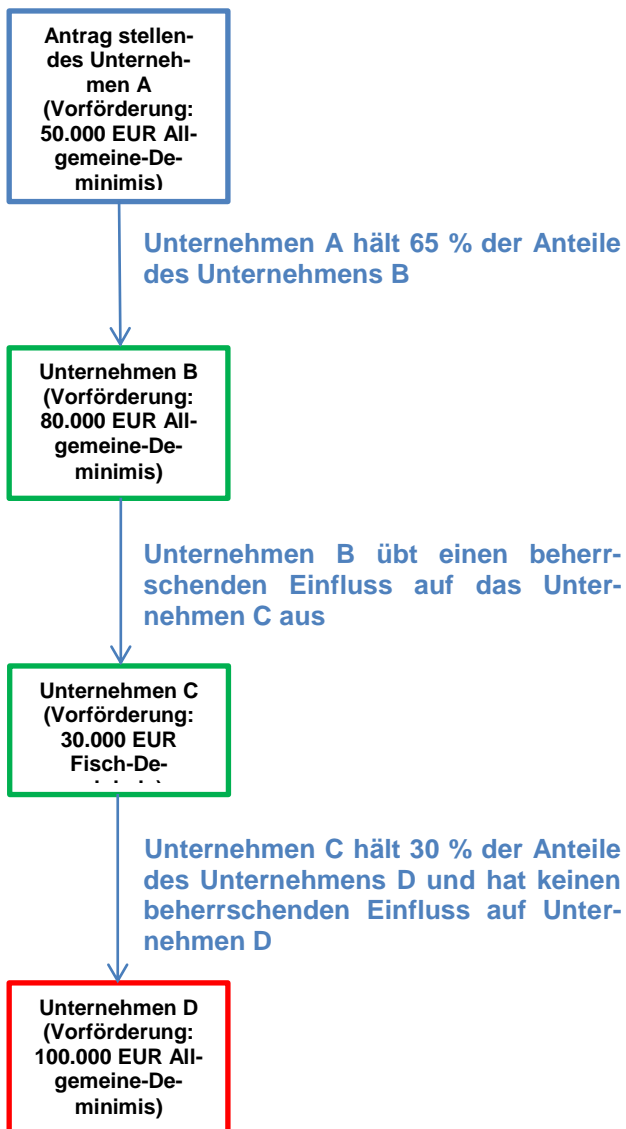 Antrag stellen-
des Unterneh-
men A
(Vorförderung:
50.000 EUR All-
gemeine-De-
minimis)
Unternehmen A hält 65 % der Anteile
des Unternehmens B
Unternehmen B
(Vorförderung:
80.000 EUR All-
gemeine-De-
minimis)
Unternehmen B übt einen beherr-
schenden Einfluss auf das Unter-
nehmen C aus
Unternehmen C
(Vorförderung:
30.000 EUR
Fisch-De-
Unternehmen C hält 30 % der Anteile
des Unternehmens D und hat keinen
beherrschenden Einfluss auf Unter-
nehmen D
Unternehmen D
(Vorförderung:
100.000 EUR All-
gemeine-De-
minimis)